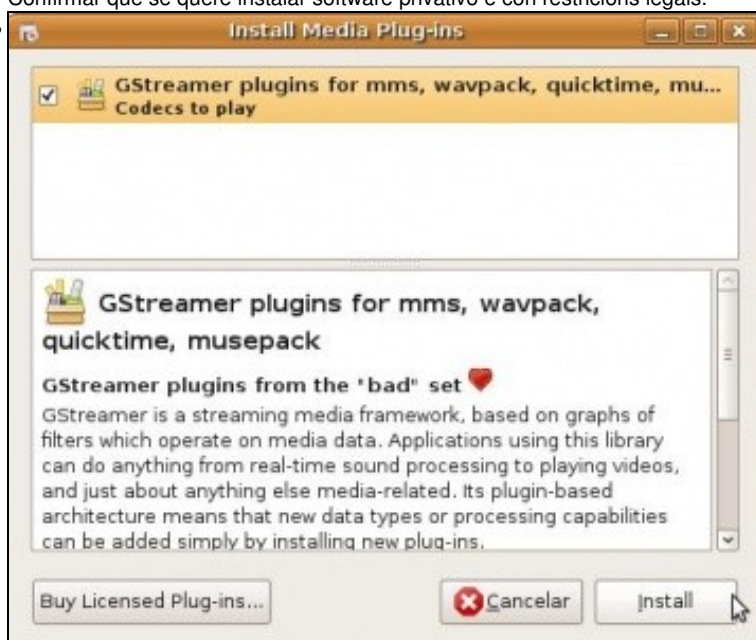 Confirmar que se quere instalar software privativo e con restricións legais.
Install Media Plug-ins
GStreamer plugins for mms, wavpack, quicktime, mu...
Codecs to play
GStreamer plugins for mms, wavpack,
quicktime, musepack
GStreamer plugins from the "bad" set
GStreamer is a streaming media framework, based on graphs of
filters which operate on media data. Applications using this library
can do anything from real-time sound processing to playing videos,
and just about anything else media-related. Its plugin-based
architecture means that new data types or processing capabilities
can be added simply by installing new plug-ins.
Buy Licensed Plug-ins...
Cancelar
Install